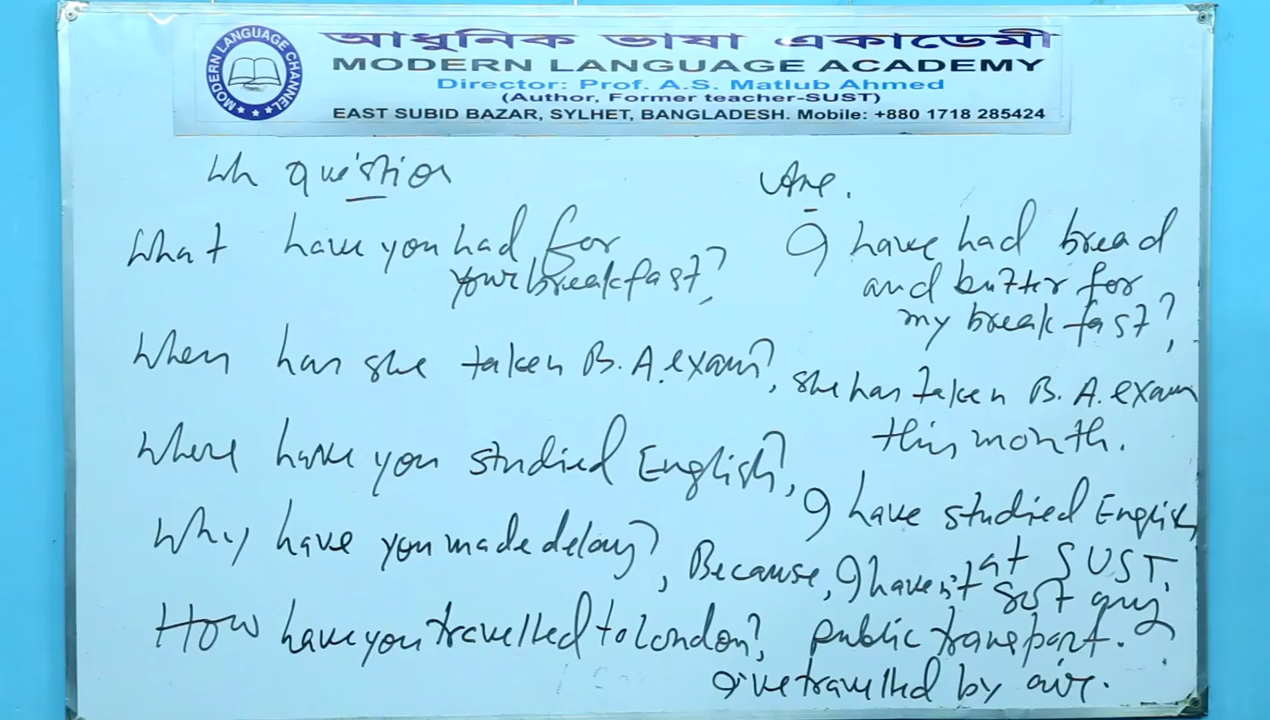 আধুনিক ভাষা একাডেমী
MODERN LANGUAGE ACADEMY
Director: Prof. A.S. Matlub Ahmed
(Author, Former teacher-SUST)
EAST SUBID BAZAR, SYLHET, BANGLADESH. Mobile: +880 1718 285424
MODERN LANGUAGE CHANNEL
Wh question
Ans.
What have you had for
your breakfast?
I have had bread
and butter for
my breakfast?
When has she taken B.A. exam?
she has taken B.A. exam
this month.
Where have you studied English?
I have studied English
at SUST.
Why have you made delay?
Because, I haven't got any
public transport.
How have you travelled to London?
I've travelled by air.